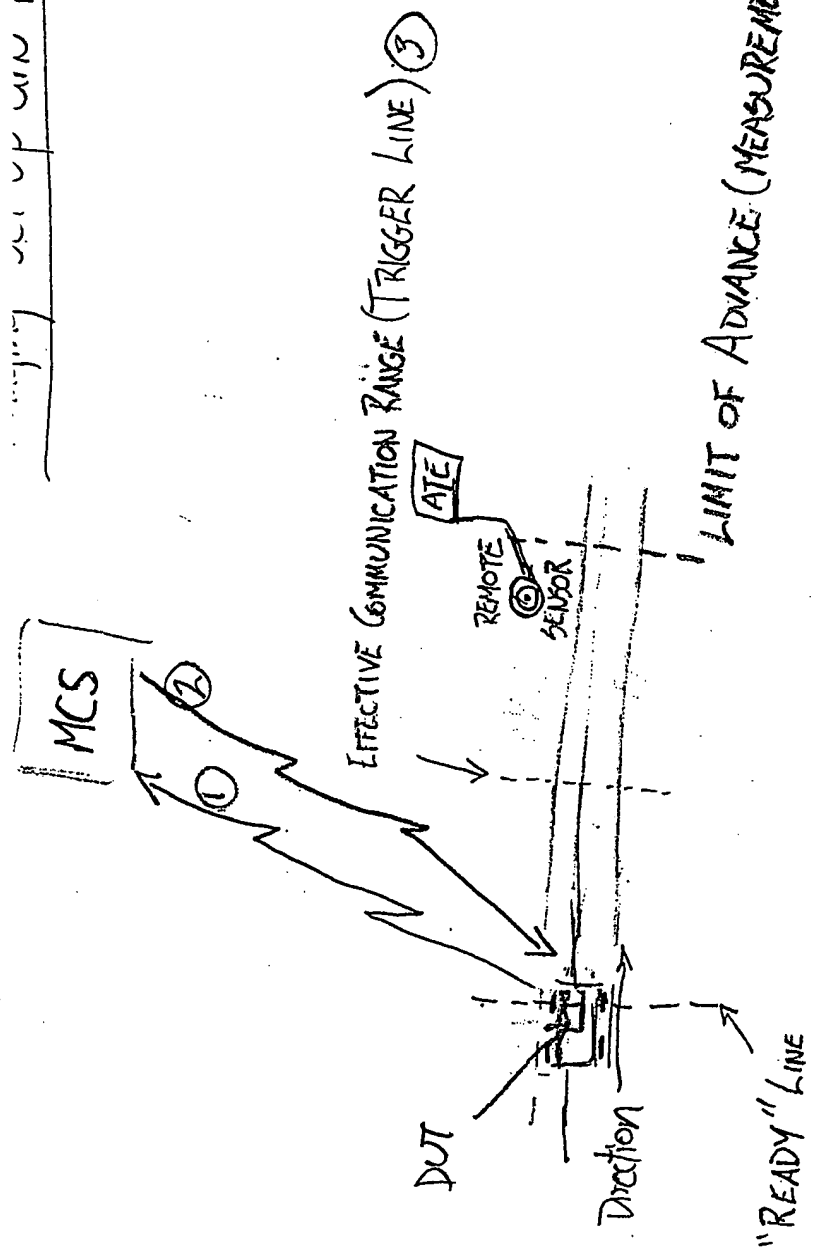 MCS
①
②
EFFECTIVE COMMUNICATION RANGE (TRIGGER LINE) ③
ATE
REMOTE
SENSOR
LIMIT OF ADVANCE (MEASUREME
DUT
Direction
"READY" LINE